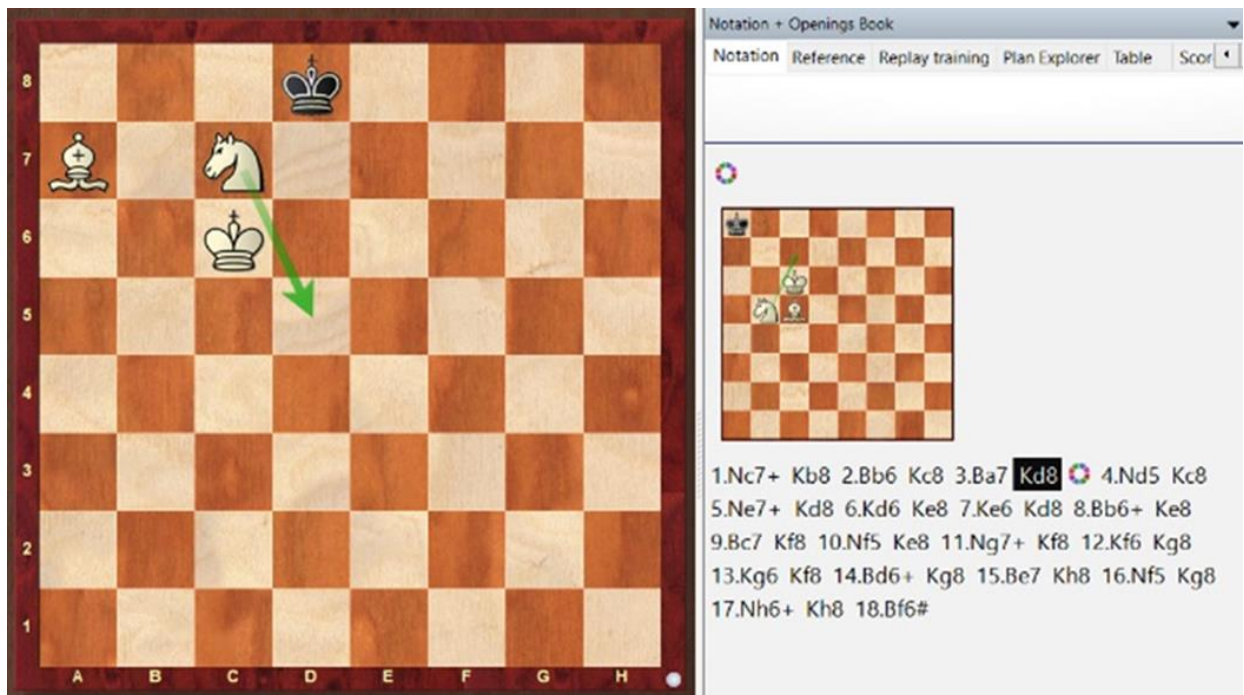 Notation + Openings Book
Notation Reference Replay training Plan Explorer Table Scor
8
7
6
5
4
3
2
1
A B C D E F G H
1.Nc7+ Kb8 2.Bb6 Kc8 3.Ba7 Kd8 4.Nd5 Kc8
5.Ne7+ Kd8 6.Kd6 Ke8 7.Ke6 Kd8 8.Bb6+ Ke8
9.Bc7 Kf8 10.Nf5 Ke8 11.Ng7+ Kf8 12.Kf6 Kg8
13.Kg6 Kf8 14.Bd6+ Kg8 15.Be7 Kh8 16.Nf5 Kg8
17.Nh6+ Kh8 18.Bf6#